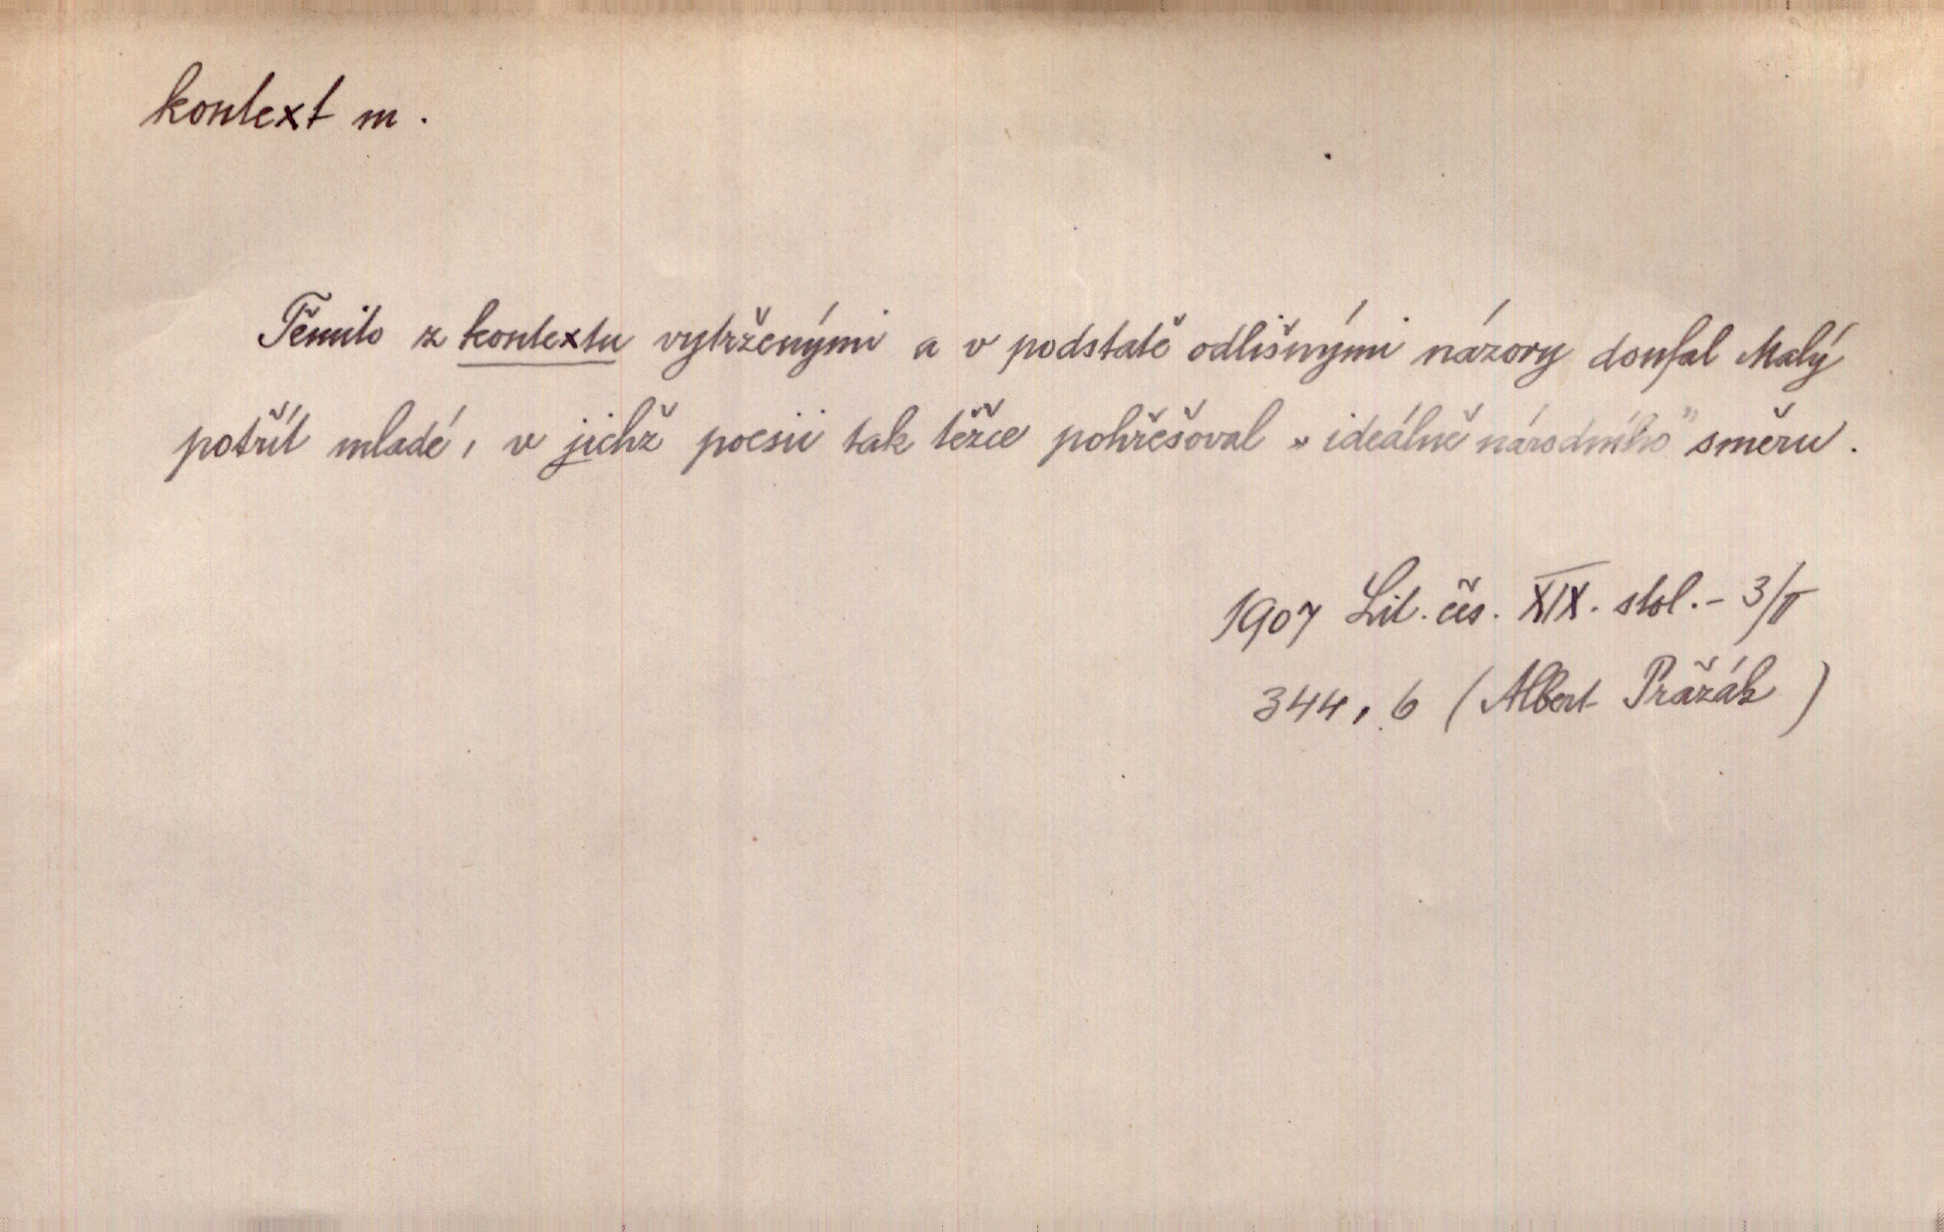 kontext m.
Těmito z kontextu vytrženými a v podstatě odlišnými názory doufal Malý
potřít mladé, v jichž poesii tak těžce pohřešoval „ideálně národního" směru.
1907 Lit. čes. XIX. stol. - 3/II
344, 6 (Albert Pražák)